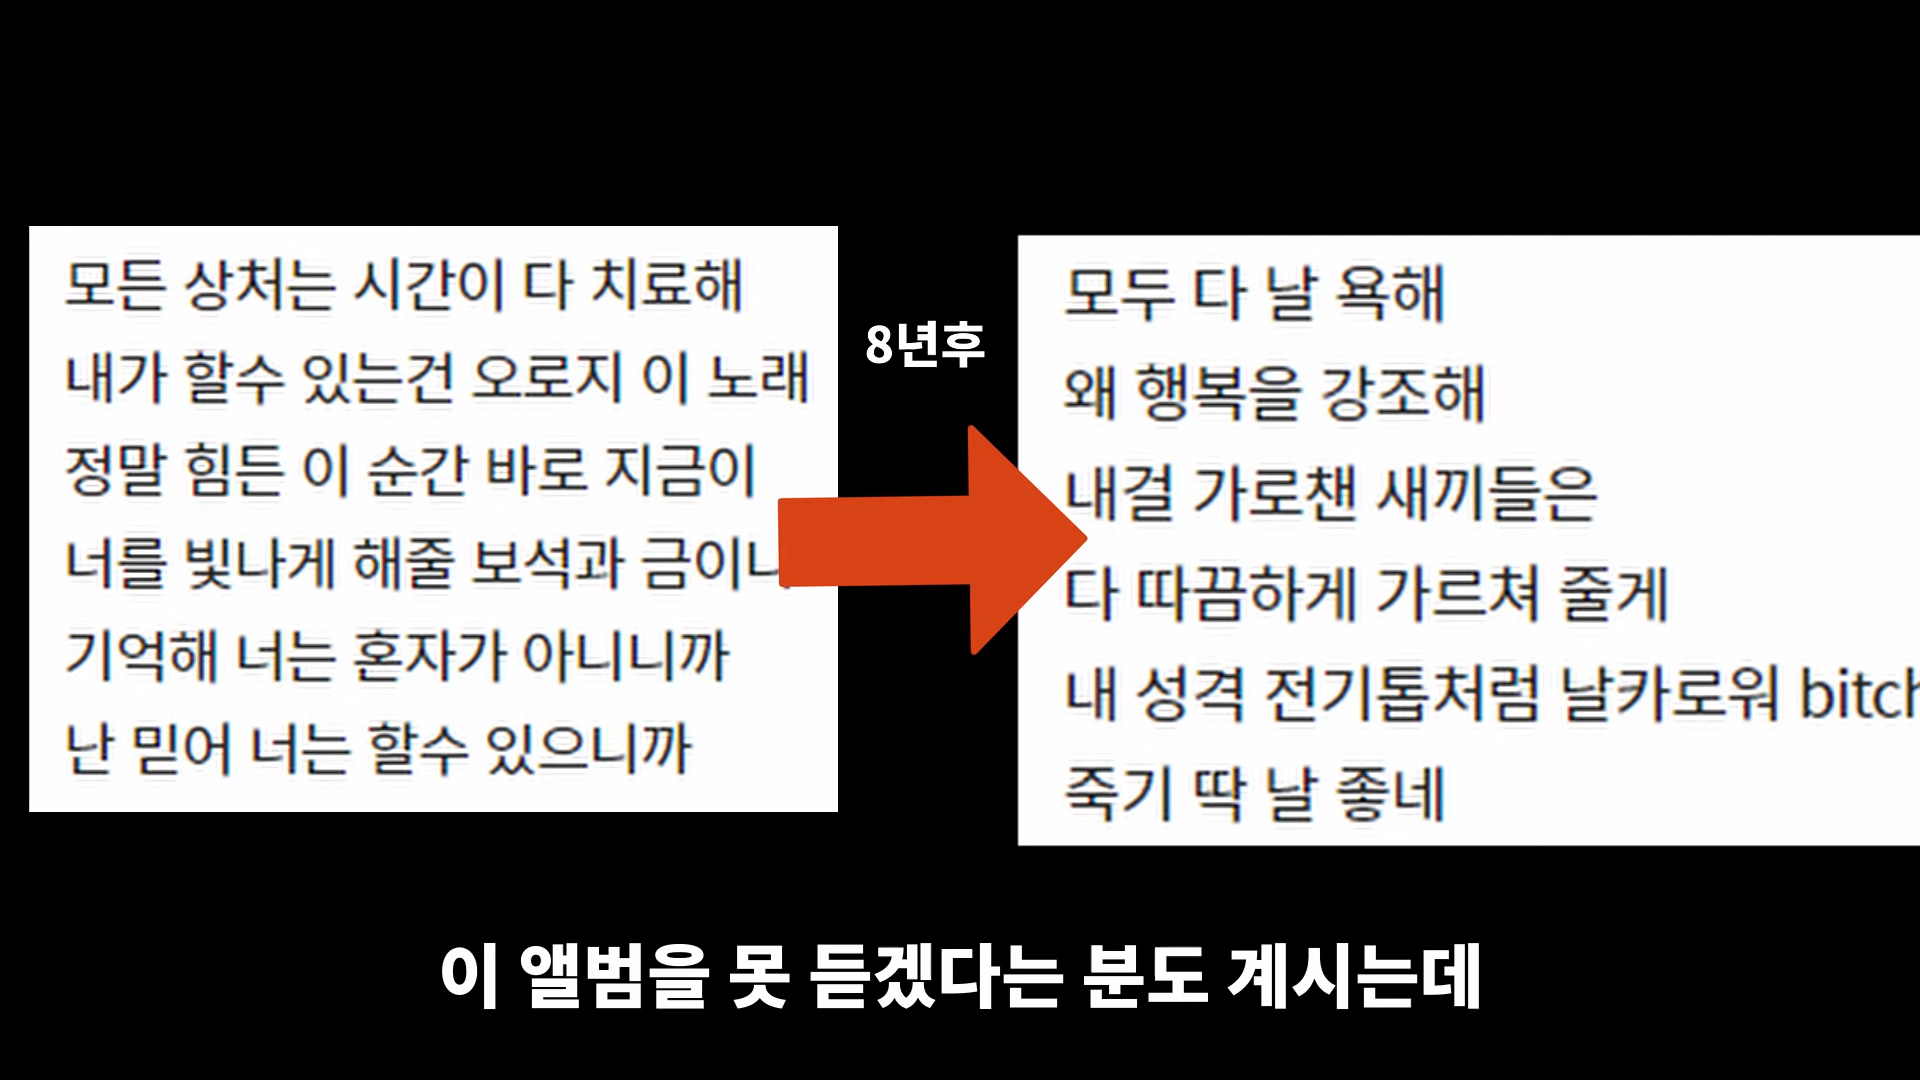 모든 상처는 시간이 다 치료해
내가 할수 있는건 오로지 이 노래
정말 힘든 이 순간 바로 지금이
너를 빛나게 해줄 보석과
기억해 너는 혼자가 아니니까
난 믿어 너는 할수 있으니까
8년후
모두 다 날 욕해
왜 행복을 강조해
내걸 가로챈 새끼들은
다 따끔하게 가르쳐 줄게
내 성격 전기톱처럼 날카로워 bitch
죽기 딱 날 좋네
이 앨범을 못 듣겠다는 분도 계시는데